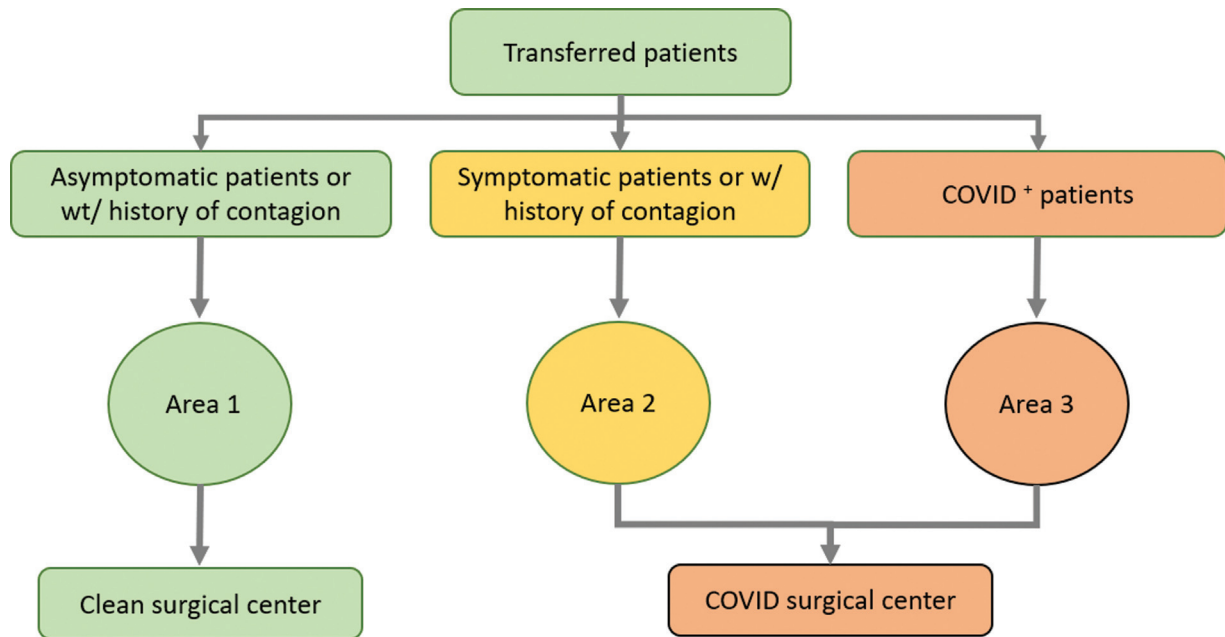 Transferred patients
Asymptomatic patients or
wt/ history of contagion
Symptomatic patients or w/
history of contagion
COVID ⁺ patients
Area 1
Area 2
Area 3
Clean surgical center
COVID surgical center